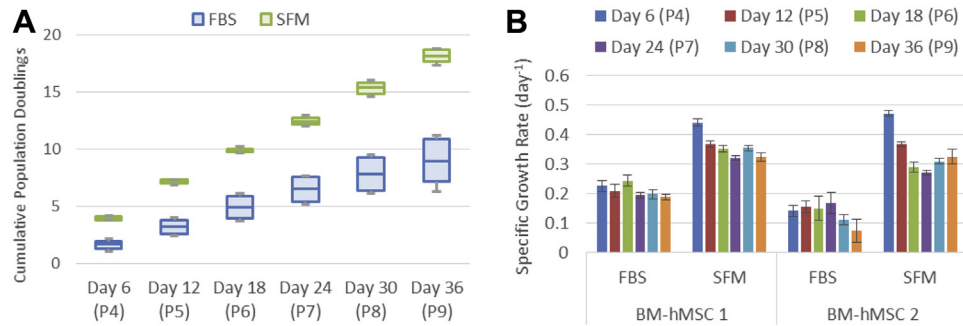 A
FBS
SFM
Cumulative Population Doublings
20
15
10
5
0
Day 6 (P4)
Day 12 (P5)
Day 18 (P6)
Day 24 (P7)
Day 30 (P8)
Day 36 (P9)
B
Day 6 (P4)
Day 12 (P5)
Day 18 (P6)
Day 24 (P7)
Day 30 (P8)
Day 36 (P9)
Specific Growth Rate (day⁻¹)
0.6
0.5
0.4
0.3
0.2
0.1
0
FBS
SFM
FBS
SFM
BM-hMSC 1
BM-hMSC 2